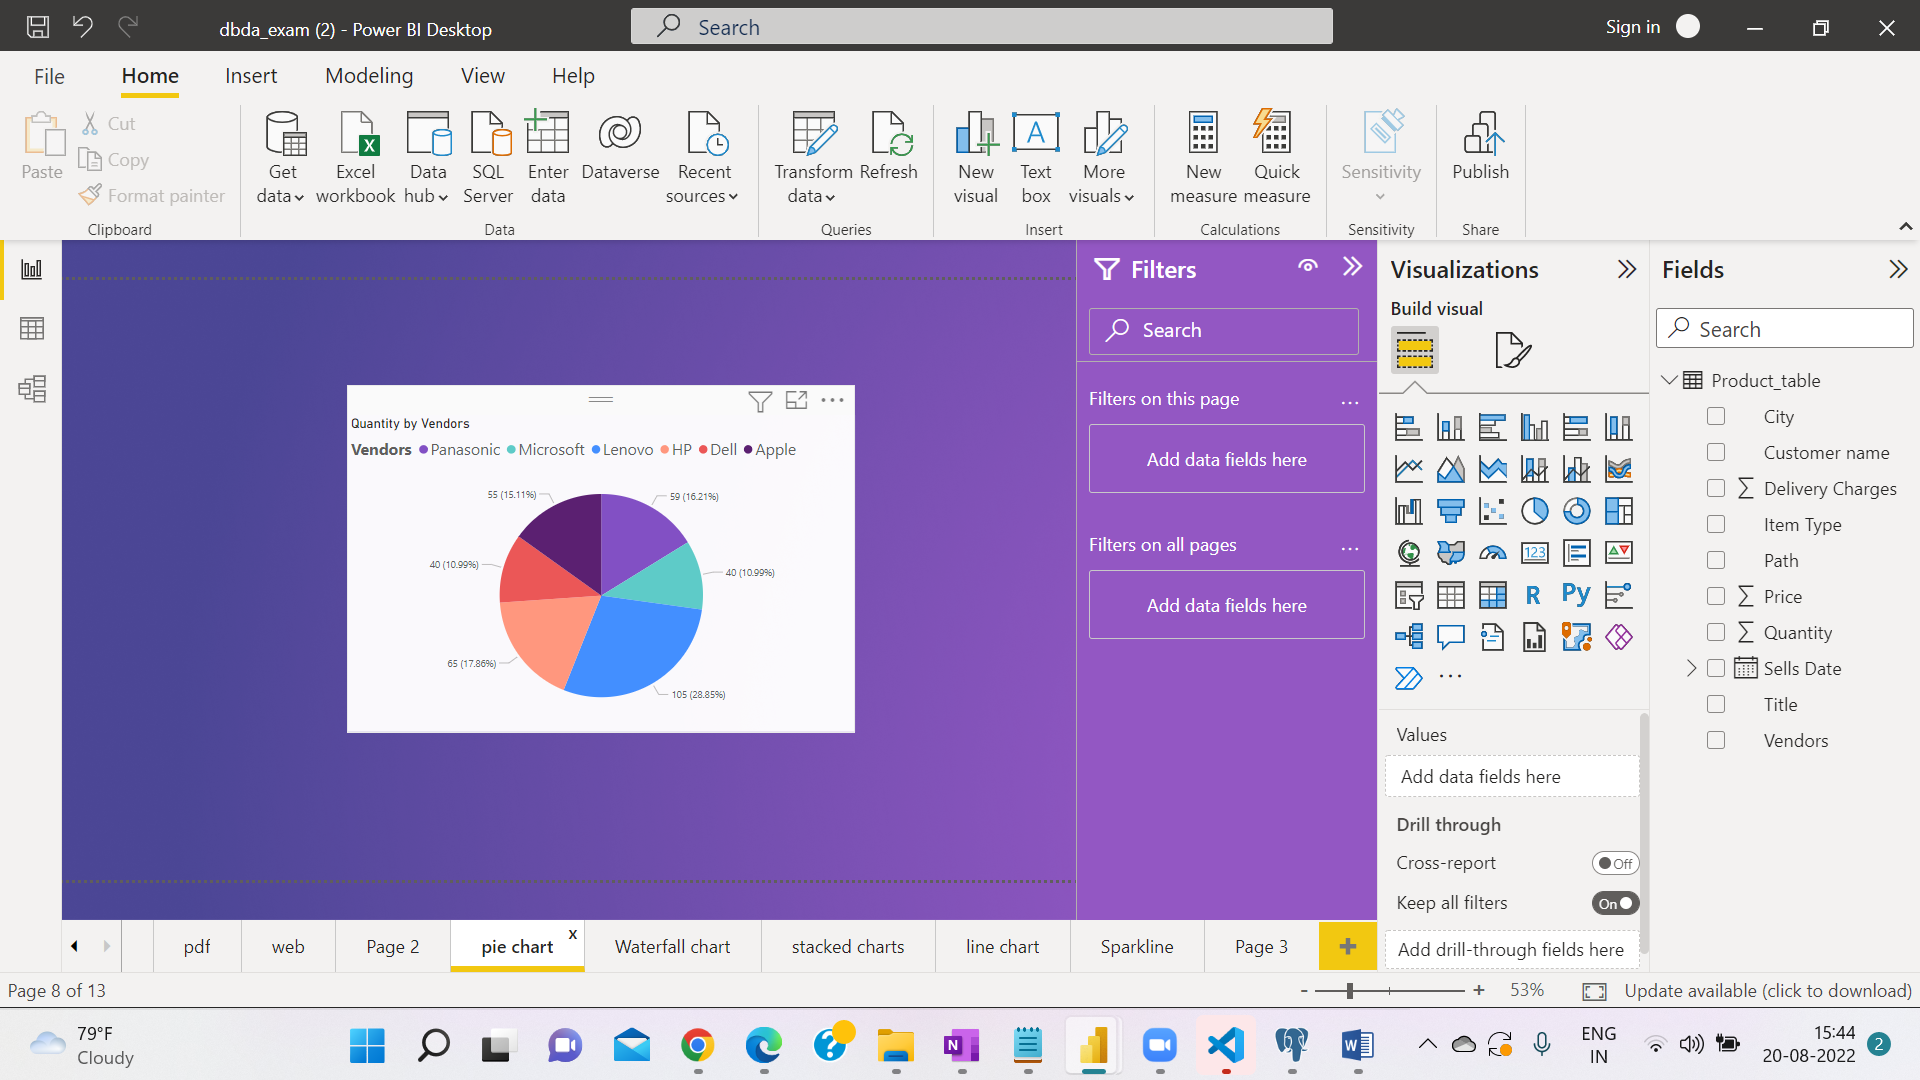 dbda_exam (2) - Power BI Desktop
Search
Sign in
File
Home
Insert
Modeling
View
Help
Paste
Cut
Copy
Format painter
Clipboard
Get data
Excel workbook
Data hub
SQL Server
Enter data
Dataverse
Recent sources
Data
Transform data
Refresh
Queries
New visual
Text box
More visuals
Insert
New measure
Quick measure
Calculations
Sensitivity
Sensitivity
Publish
Share
Quantity by Vendors
Vendors Panasonic Microsoft Lenovo HP Dell Apple
55 (15.11%)
59 (16.21%)
40 (10.99%)
40 (10.99%)
65 (17.86%)
105 (28.85%)
Filters
Search
Filters on this page
...
Add data fields here
Filters on all pages
...
Add data fields here
Visualizations
Build visual
123
R
Py
...
Values
Add data fields here
Drill through
Cross-report
Off
Keep all filters
On
Add drill-through fields here
Fields
Search
Product_table
City
Customer name
Delivery Charges
Item Type
Path
Price
Quantity
Sells Date
Title
Vendors
pdf
web
Page 2
pie chart
x
Waterfall chart
stacked charts
line chart
Sparkline
Page 3
+
Page 8 of 13
- + 53%
Update available (click to download)
79°F
Cloudy
ENG
IN
15:44
20-08-2022
2